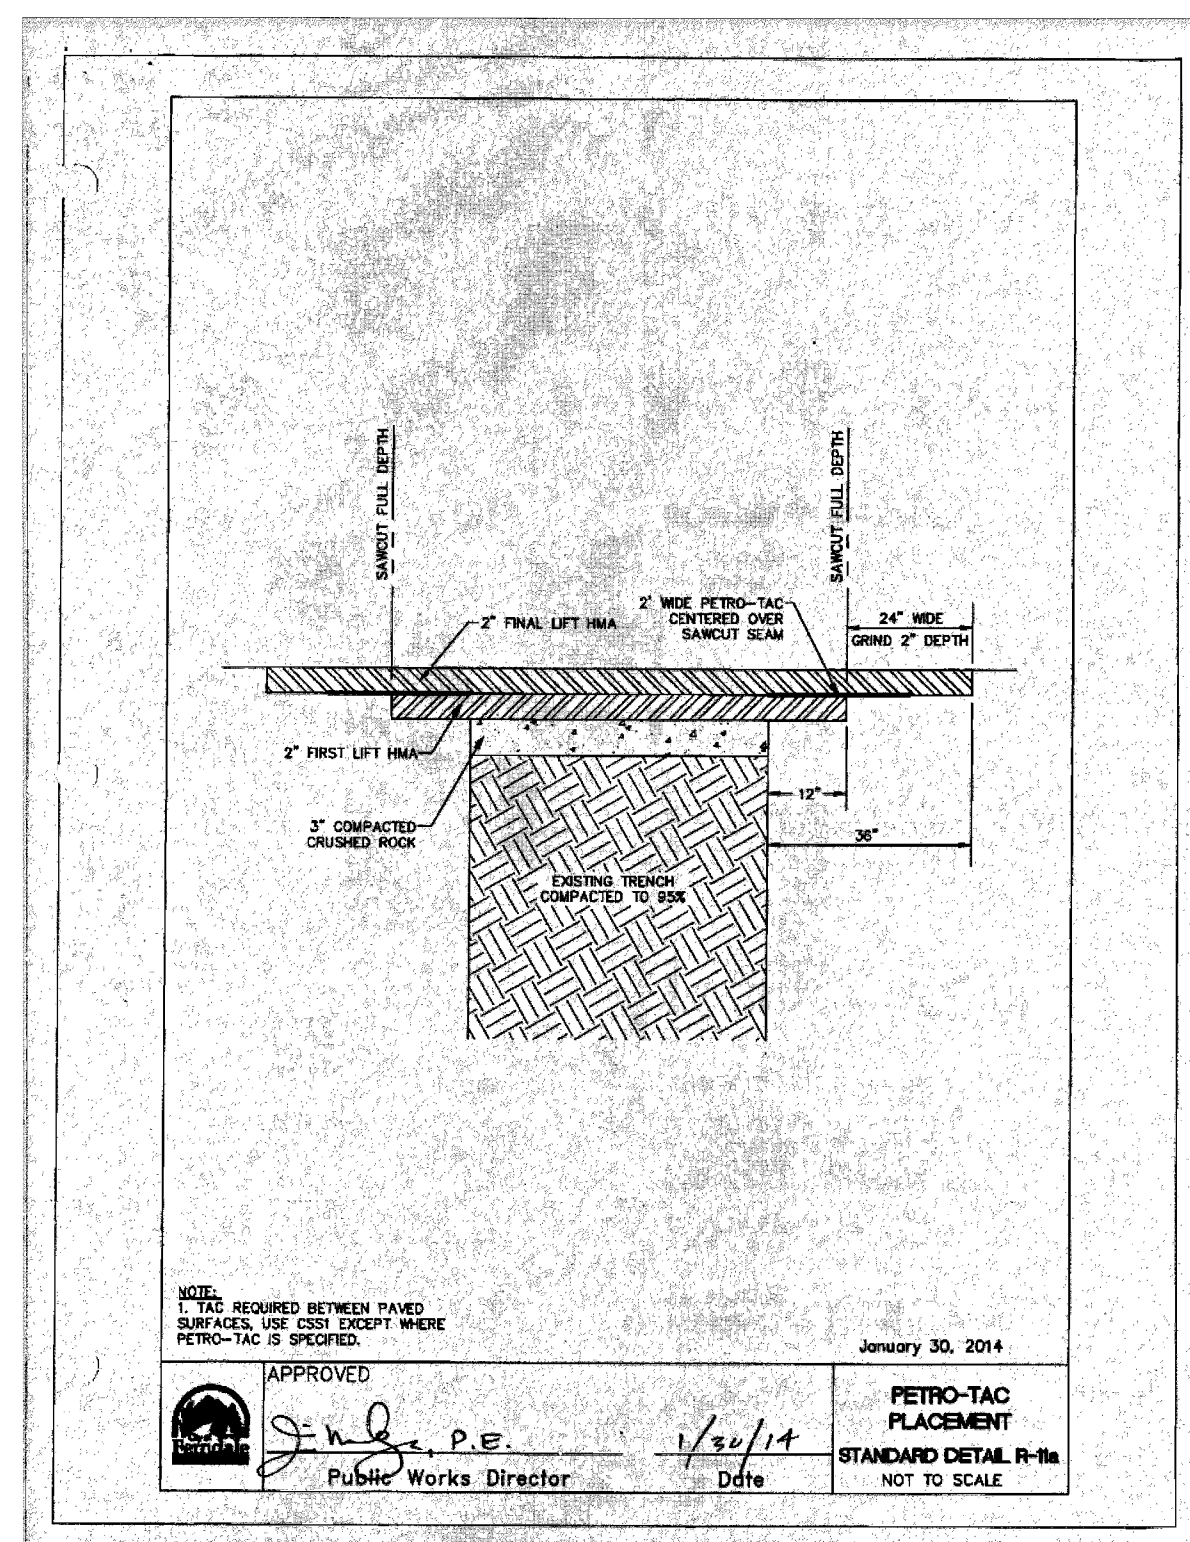 SAWCUT FULL DEPTH
SAWCUT FULL DEPTH
2' WIDE PETRO-TAC
CENTERED OVER
SAWCUT SEAM
24" WIDE
GRIND 2" DEPTH
2" FINAL LIFT HMA
2" FIRST LIFT HMA
12"
3" COMPACTED
CRUSHED ROCK
36"
EXISTING TRENCH
COMPACTED TO 95%
NOTE:
1. TAC REQUIRED BETWEEN PAVED
SURFACES, USE CSS1 EXCEPT WHERE
PETRO-TAC IS SPECIFIED.
January 30, 2014
APPROVED
City of
Ferndale
P.E.
1/30/14
Public Works Director
Date
PETRO-TAC
PLACEMENT
STANDARD DETAIL R-11a
NOT TO SCALE